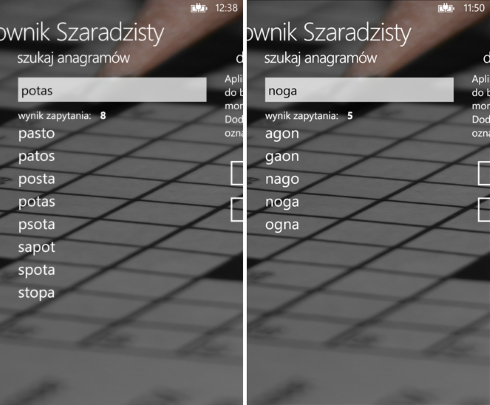 12:38
ownik Szaradzisty
szukaj anagramów
d
potas
Apli
do b
mor
Dod
ozna
wynik zapytania: 8
pasto
patos
posta
potas
psota
sapot
spota
stopa
11:50
ownik Szaradzisty
szukaj anagramów
d
noga
Apli
do b
mor
Dod
ozna
wynik zapytania: 5
agon
gaon
nago
noga
ogna